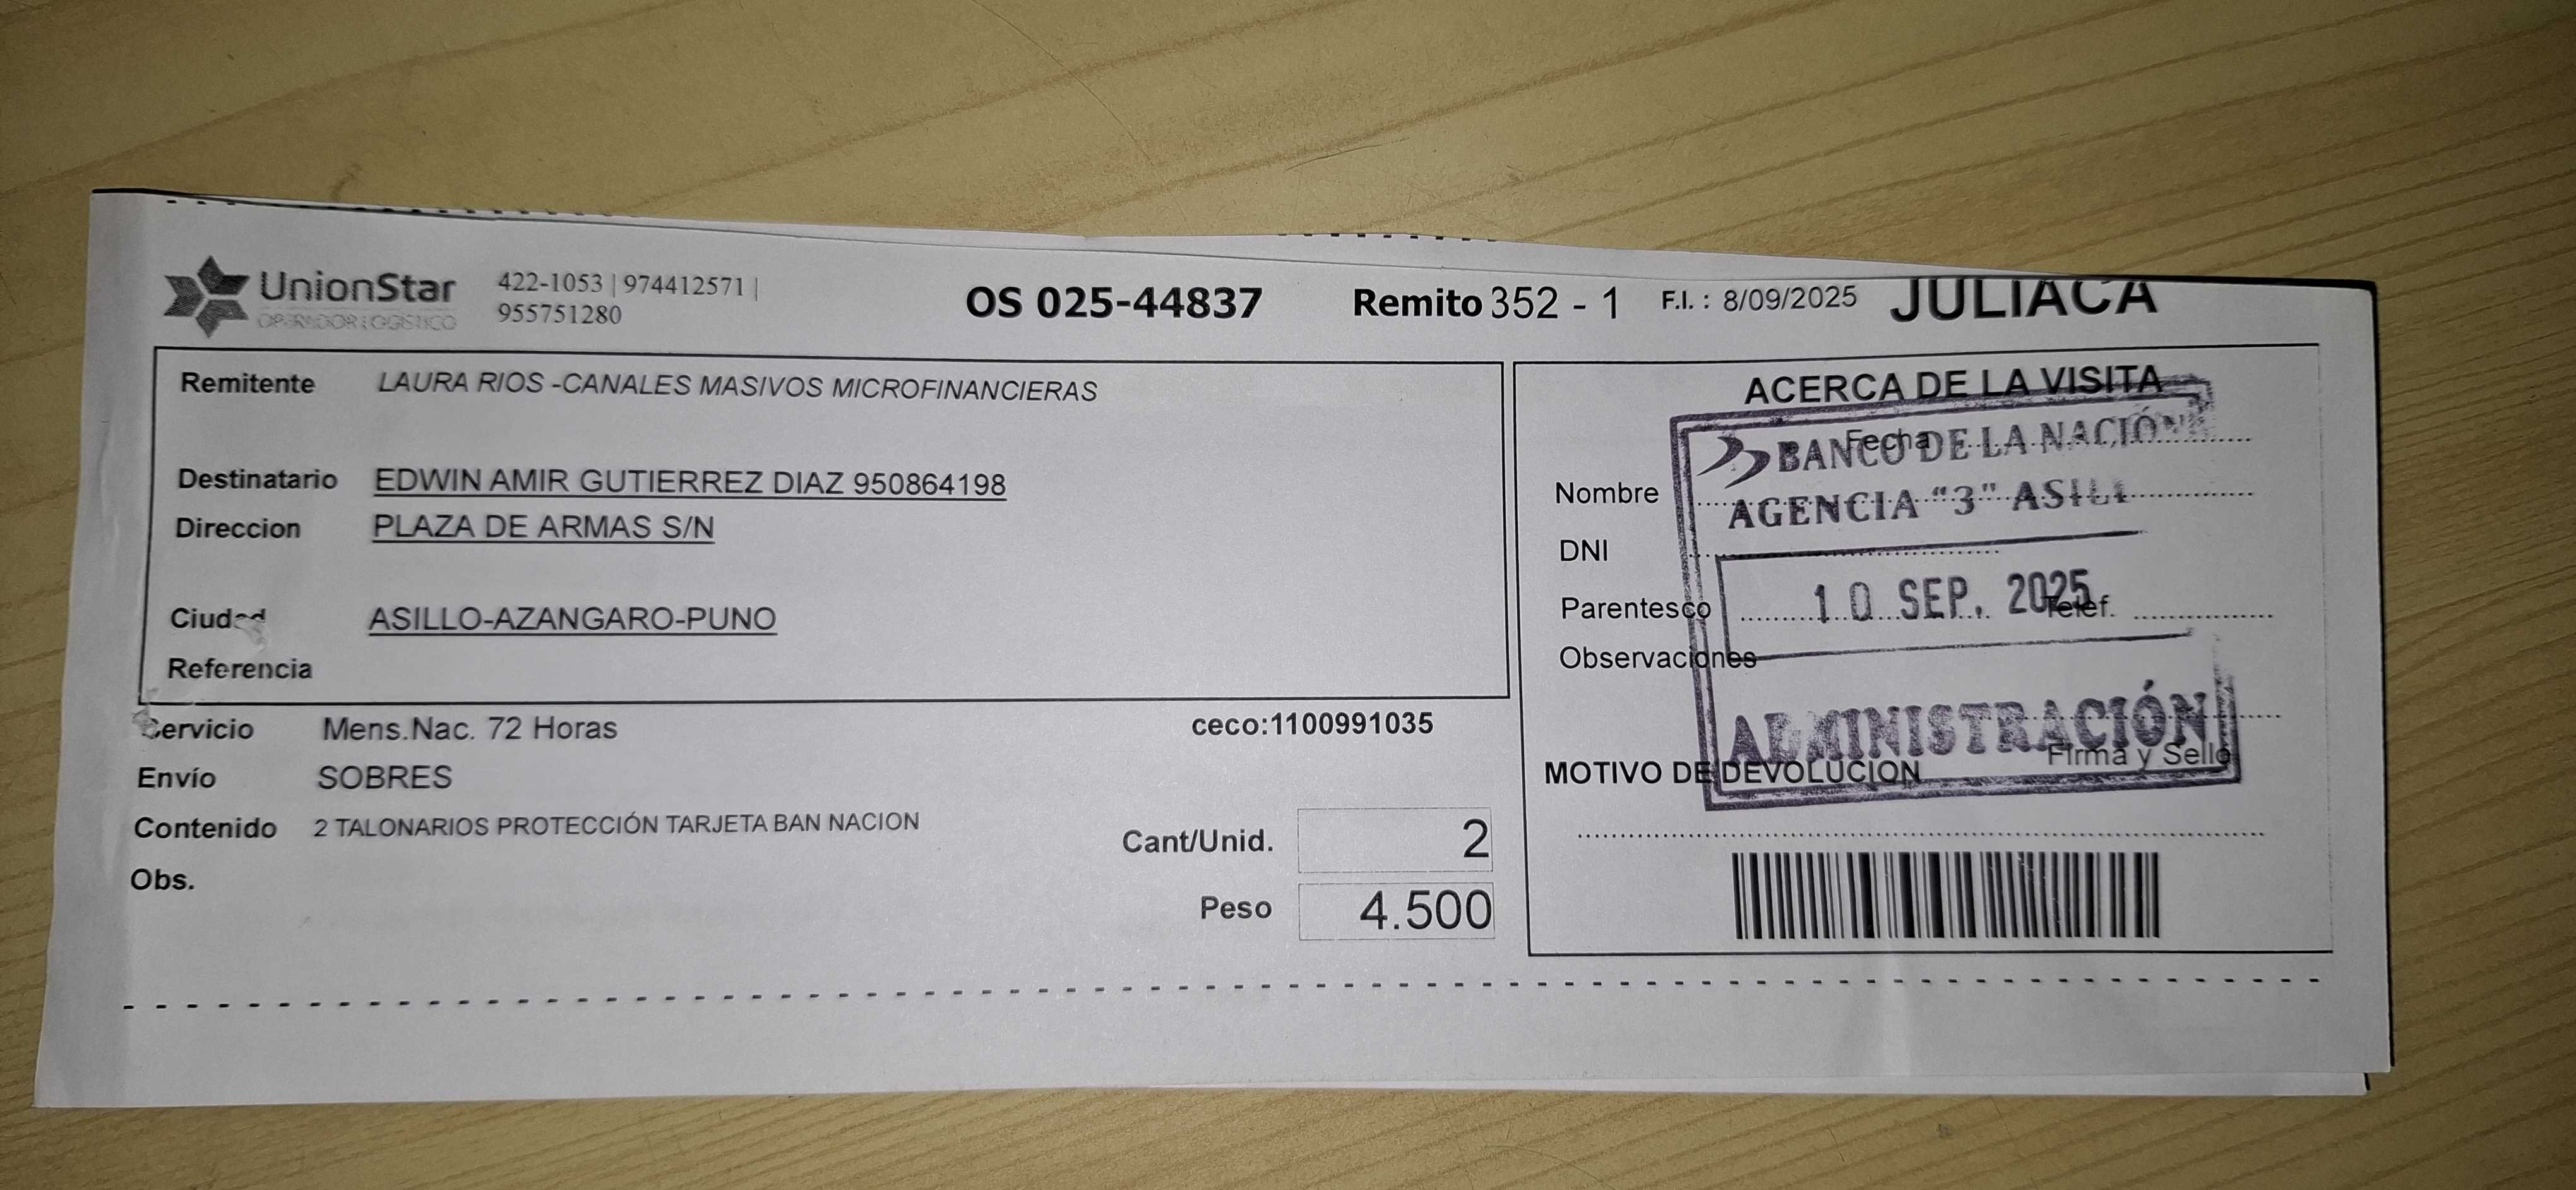 UnionStar
OPERADOR LOGISTICO
422-1053 | 974412571 |
955751280
OS 025-44837
Remito 352 - 1
F.I. : 8/09/2025
JULIACA
Remitente LAURA RIOS -CANALES MASIVOS MICROFINANCIERAS
Destinatario EDWIN AMIR GUTIERREZ DIAZ 950864198
Direccion PLAZA DE ARMAS S/N
Ciudad ASILLO-AZANGARO-PUNO
Referencia
Servicio Mens.Nac. 72 Horas
ceco:1100991035
Envío SOBRES
Contenido 2 TALONARIOS PROTECCIÓN TARJETA BAN NACION
Obs.
Cant/Unid. 2
Peso 4.500
ACERCA DE LA VISITA
Fecha
Nombre
DNI
Parentesco
Telef.
Observaciones
Firma y Sello
MOTIVO DE DEVOLUCION
BANCO DE LA NACIÓN
AGENCIA "3"
10 SEP. 2025
ADMINISTRACIÓN